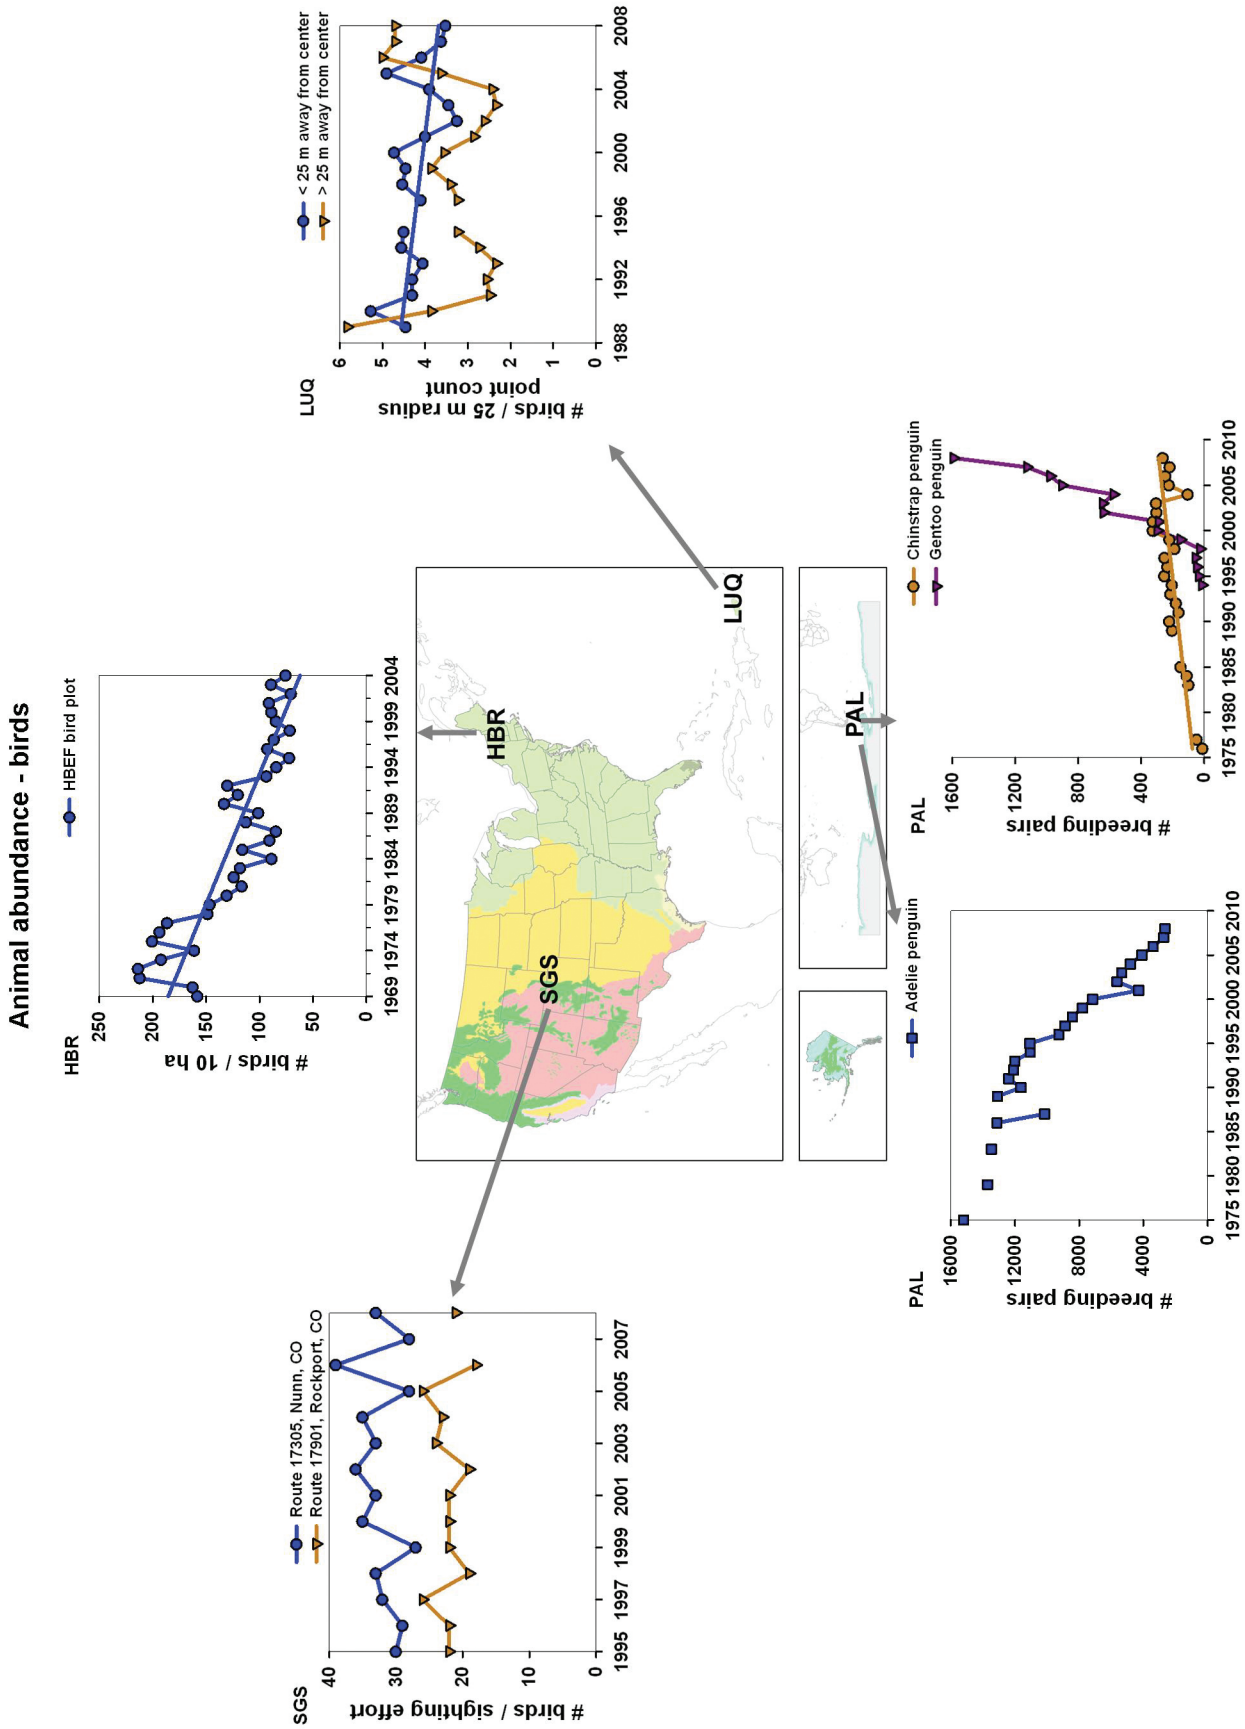 Animal abundance - birds
HBR
HBEF bird plot
# birds / 10 ha
250
200
150
100
50
0
1969 1974 1979 1984 1989 1994 1999 2004
SGS
Route 17305, Nunn, CO
Route 17901, Rockport, CO
# birds / sighting effort
40
30
20
10
0
1995 1997 1999 2001 2003 2005 2007
LUQ
< 25 m away from center
> 25 m away from center
# birds / 25 m radius
point count
6
5
4
3
2
1
0
1988 1992 1996 2000 2004 2008
SGS
HBR
LUQ
PAL
PAL
Adelie penguin
# breeding pairs
16000
12000
8000
4000
0
1975 1980 1985 1990 1995 2000 2005 2010
PAL
Chinstrap penguin
Gentoo penguin
# breeding pairs
1600
1200
800
400
0
1975 1980 1985 1990 1995 2000 2005 2010